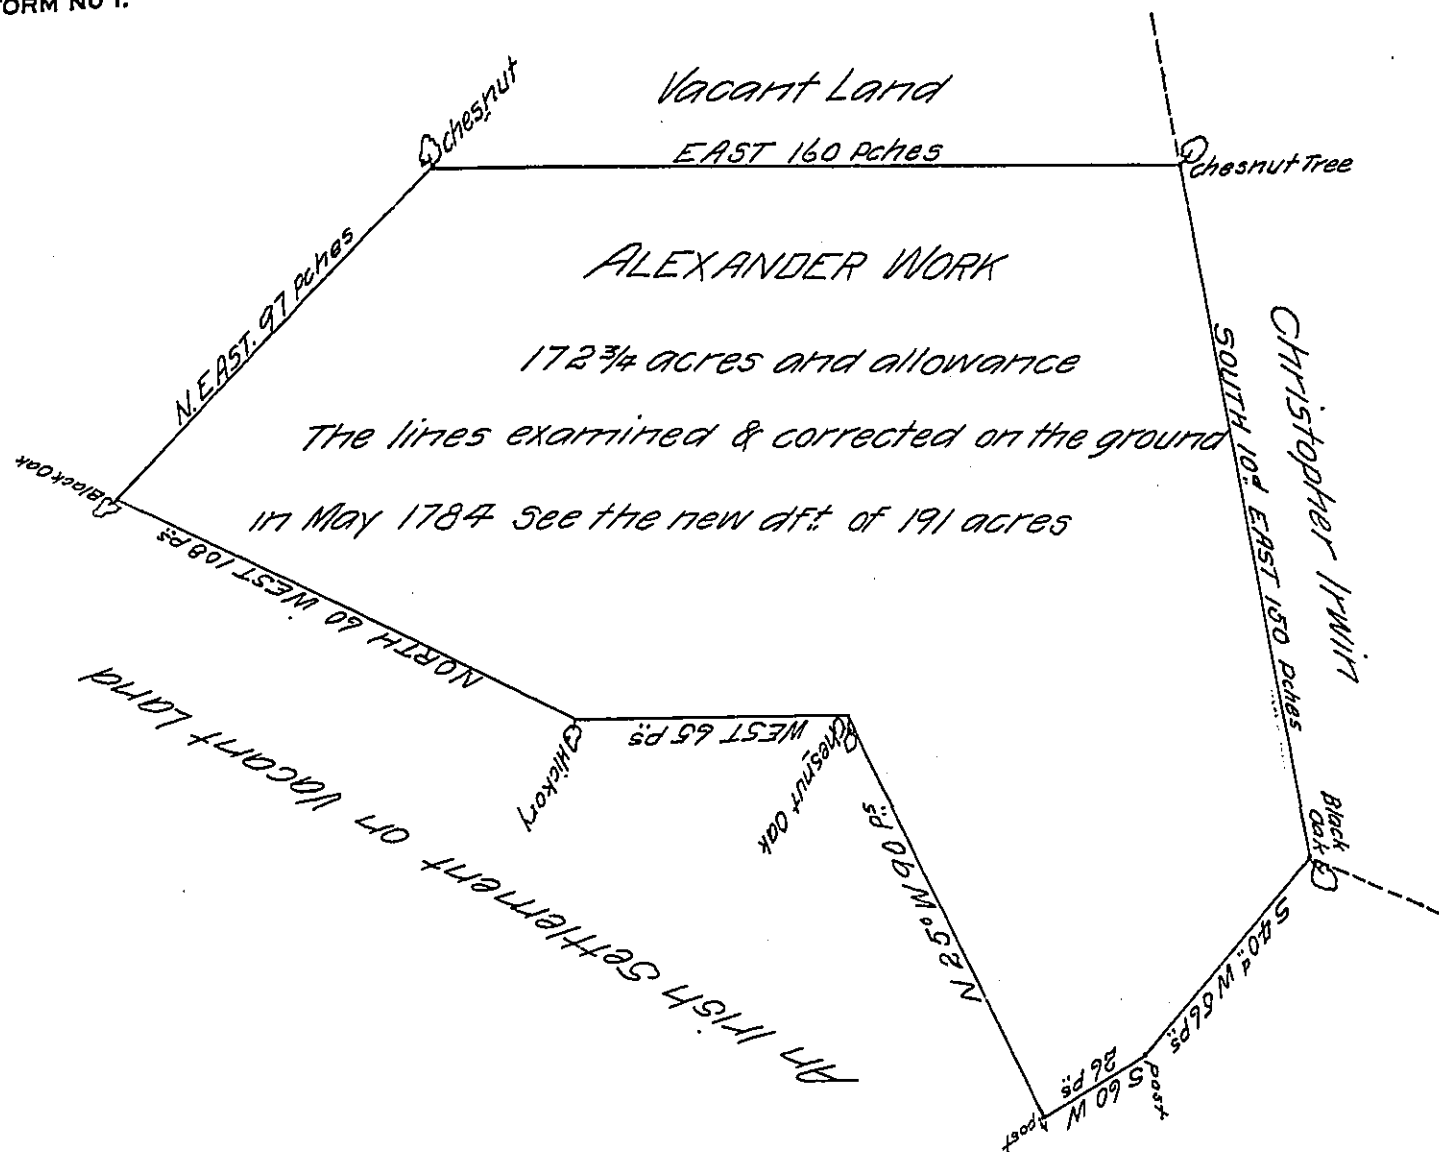 FORM NO 1.
Vacant Land
chesnut
EAST 160 Pches
chesnut Tree
N. EAST. 97 Pches
ALEXANDER WORK
172 3/4 acres and allowance
The lines examined & corrected on the ground
in May 1784 See the new dft of 191 acres
SOUTH 10d EAST 150 Pches
Christopher Irwin
Black Oak
NORTH 60 WEST 108 Ps
Hickory
WEST 65 Ps
Chesnut Oak
N 25° W 90 Ps
Black
Oak
S 40d W 56 Ps
post
S 60 W
26 Ps
post
An Irish Settlement on Vacant Land